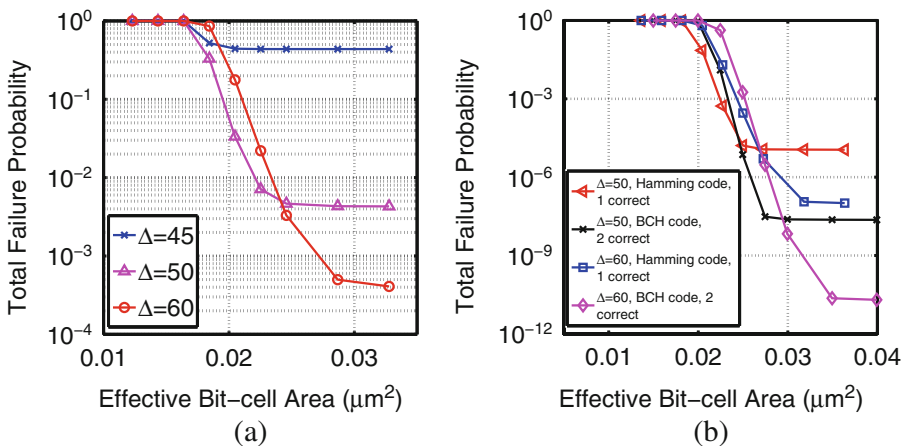 10^0
10^-1
10^-2
10^-3
10^-4
Total Failure Probability
Δ=45
Δ=50
Δ=60
0.01
0.02
0.03
Effective Bit-cell Area (μm^2)
(a)
10^0
10^-3
10^-6
10^-9
10^-12
Total Failure Probability
Δ=50, Hamming code,
1 correct
Δ=50, BCH code,
2 correct
Δ=60, Hamming code,
1 correct
Δ=60, BCH code, 2
correct
0.01
0.02
0.03
0.04
Effective Bit-cell Area (μm^2)
(b)